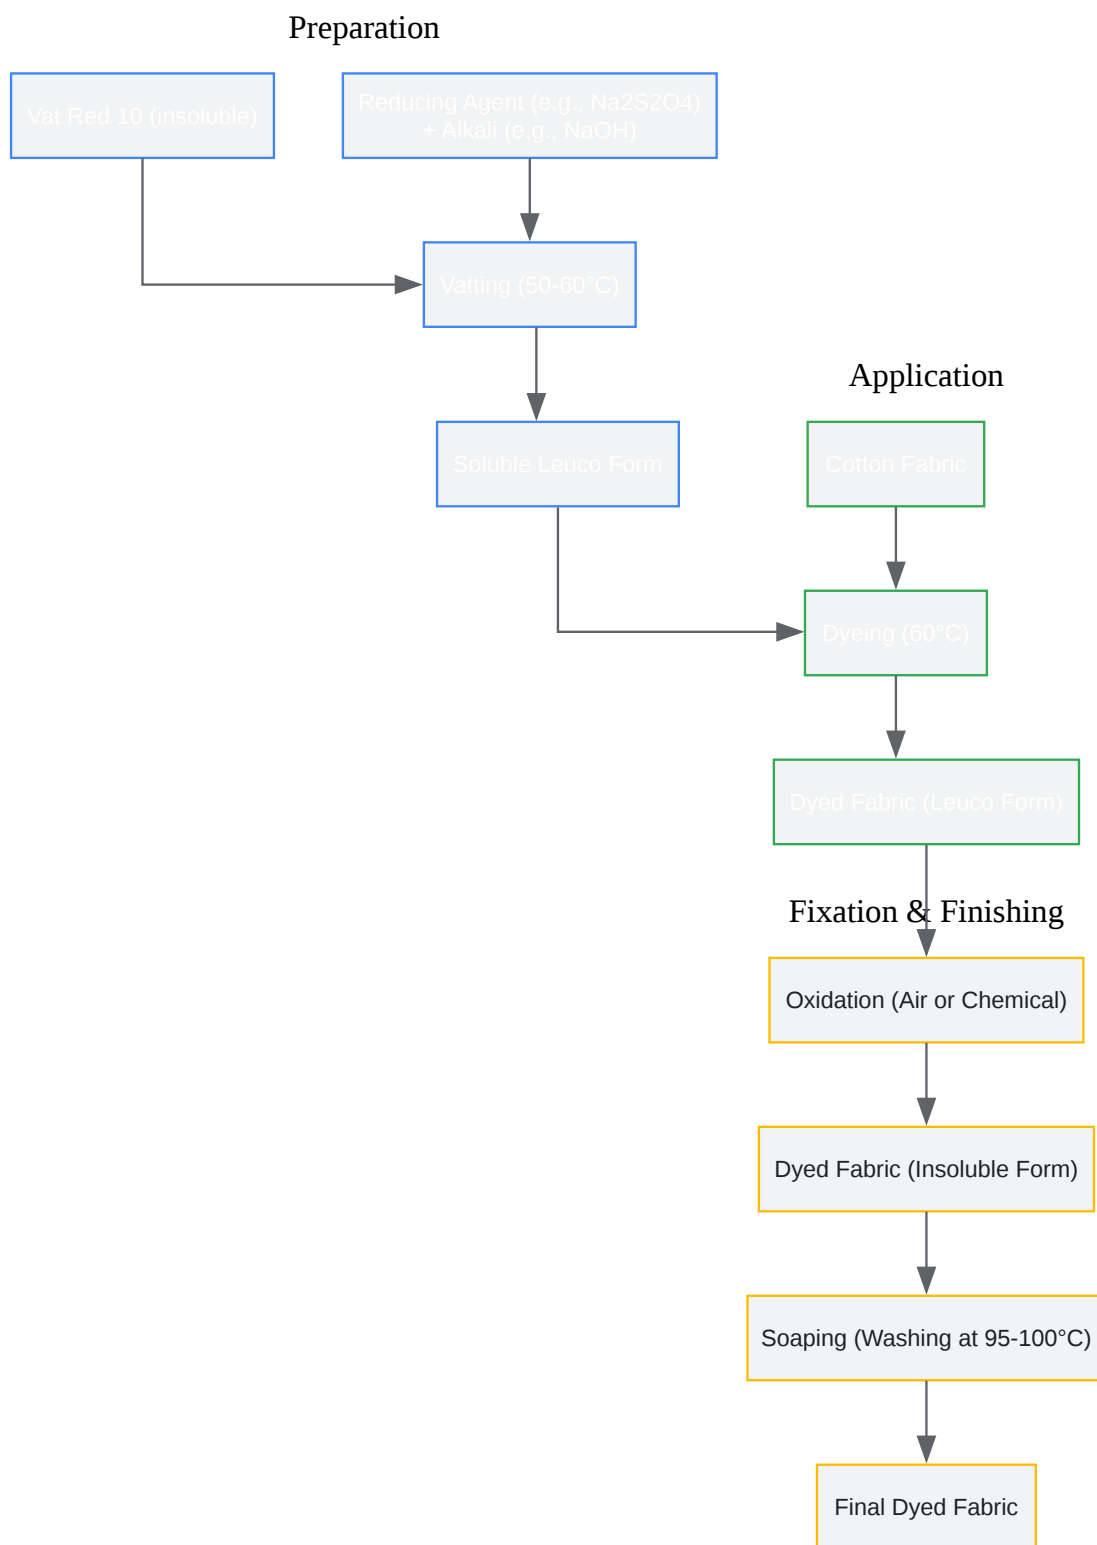 Preparation
Vat Red 10 (insoluble)
Reducing Agent (e.g., Na2S2O4)
+ Alkali (e.g., NaOH)
Vatting (50-60°C)
Application
Soluble Leuco Form
Cotton Fabric
Dyeing (60°C)
Dyed Fabric (Leuco Form)
Fixation & Finishing
Oxidation (Air or Chemical)
Dyed Fabric (Insoluble Form)
Soaping (Washing at 95-100°C)
Final Dyed Fabric